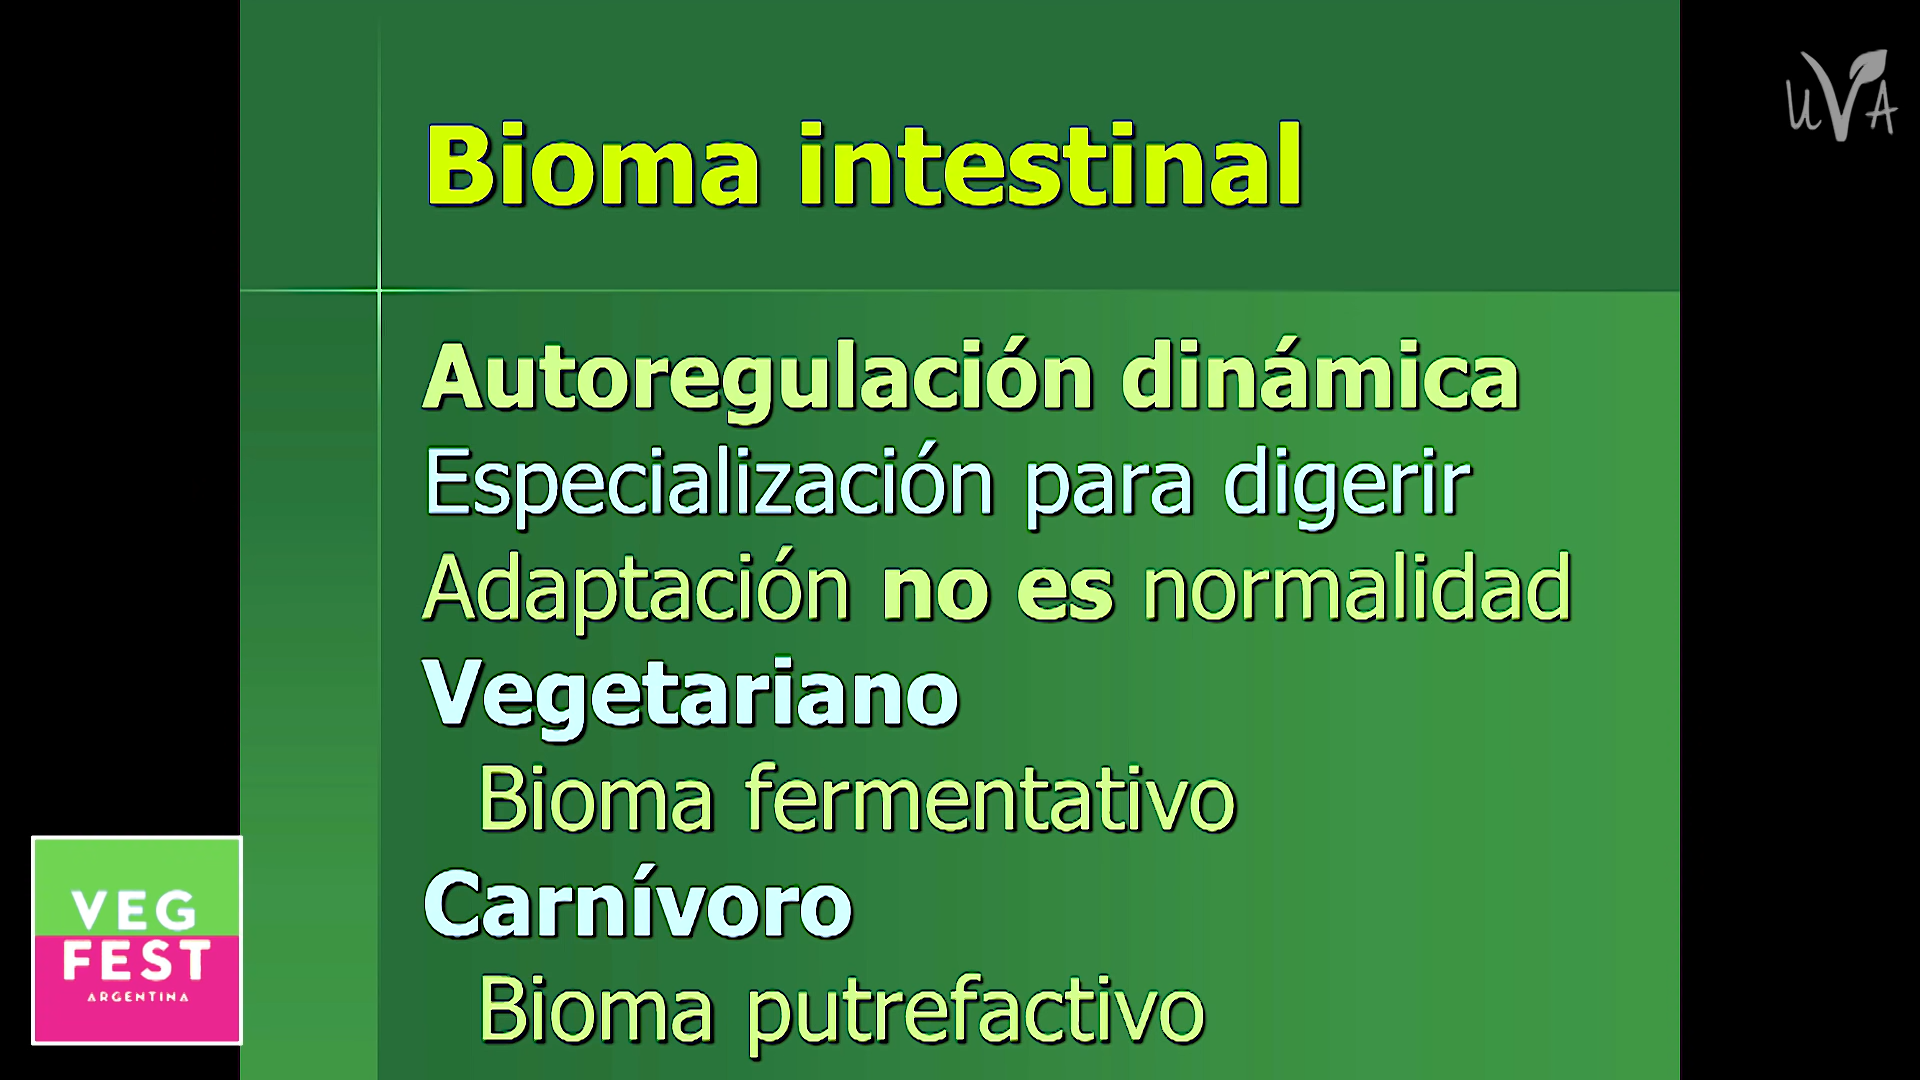 Bioma intestinal
UVA
Autoregulación dinámica
Especialización para digerir
Adaptación no es normalidad
Vegetariano
Bioma fermentativo
Carnívoro
Bioma putrefactivo
VEG
FEST
ARGENTINA